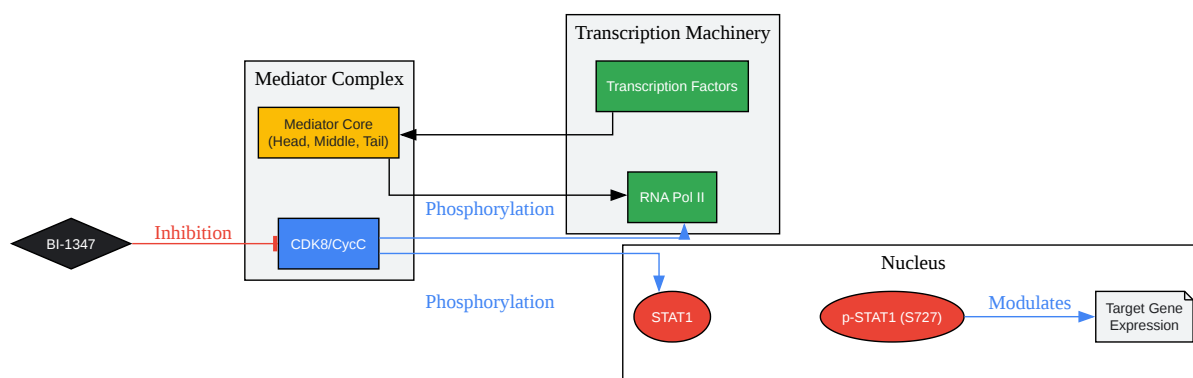 Transcription Machinery
Mediator Complex
Transcription Factors
Mediator Core
(Head, Middle, Tail)
RNA Pol II
Phosphorylation
BI-1347
Inhibition
CDK8/CycC
Nucleus
Phosphorylation
STAT1
p-STAT1 (S727)
Modulates
Target Gene
Expression